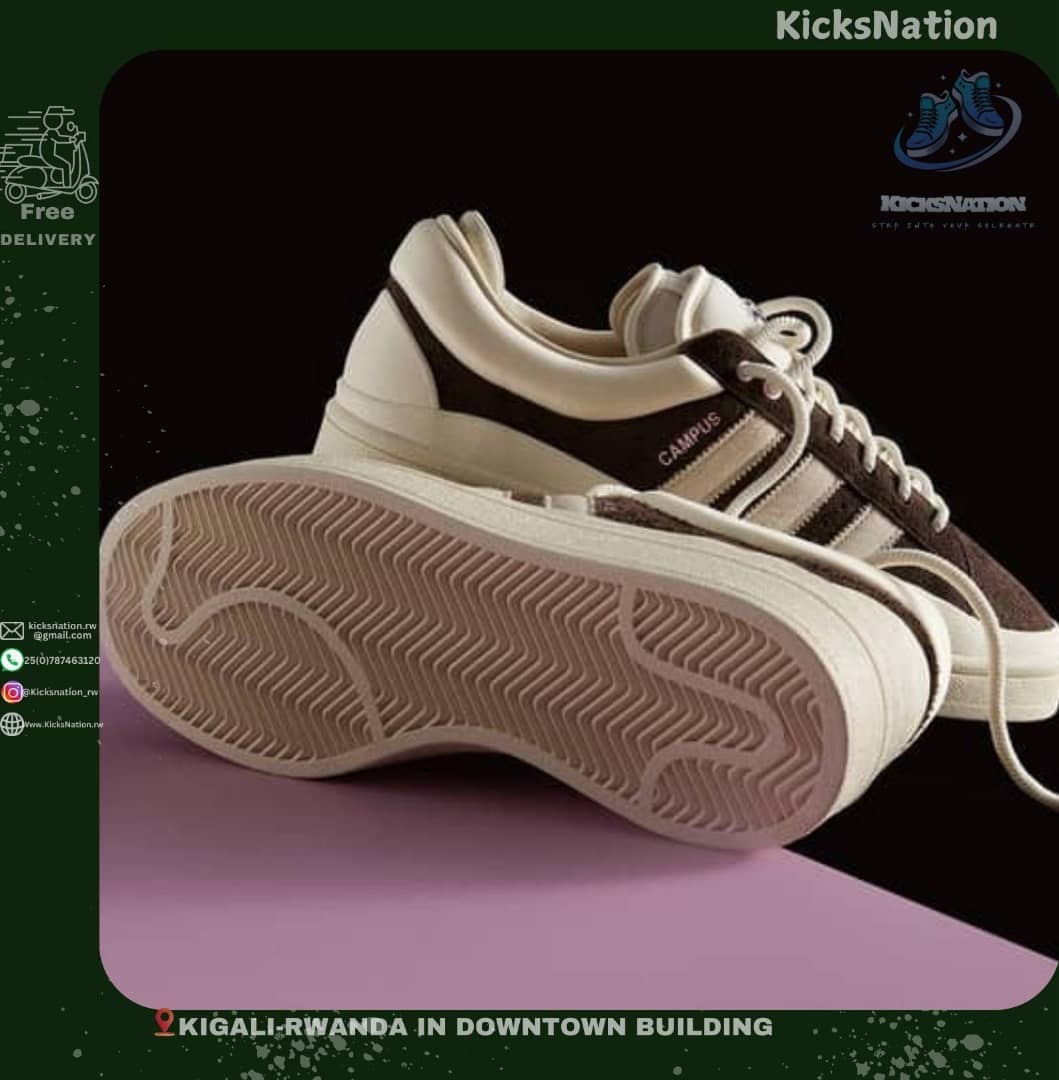 KicksNation
KICKSNATION
Free
DELIVERY
CAMPUS
kicksnation.rw
@gmail.com
25(0)787463120
@Kicksnation_rw
Www.KicksNation.rw
KIGALI-RWANDA IN DOWNTOWN BUILDING